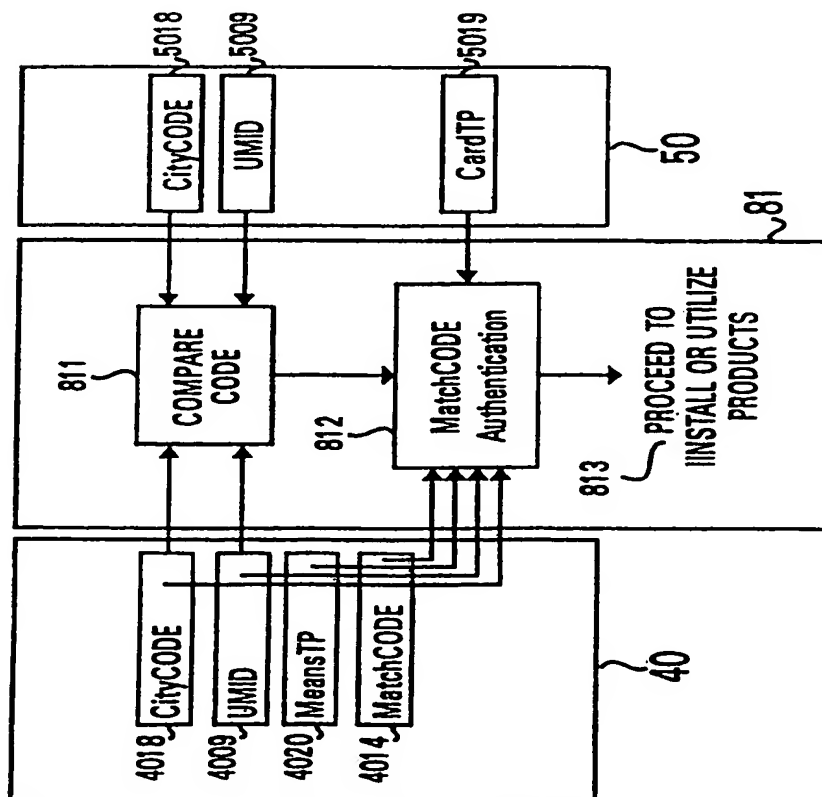 CityCODE
5018
UMID
5009
CardTP
5019
50
811
COMPARE
CODE
812
MatchCODE
Authentication
813
PROCEED TO
IINSTALL OR UTILIZE
PRODUCTS
81
4018
CityCODE
4009
UMID
4020
MeansTP
4014
MatchCODE
40